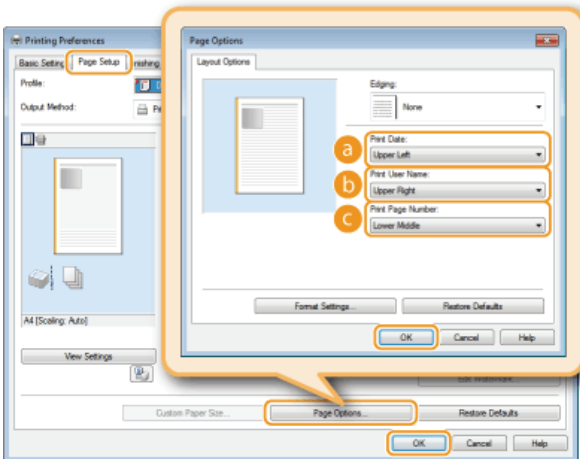 Printing Preferences
Basic Setting Page Setup
Profile:
Output Method:
A4 [Scaling: Auto]
View Settings
Custom Paper Size... Page Options... Restore Defaults
OK Cancel Help
Page Options
Layout Options
Edging:
None
a Print Date:
Upper Left
b Print User Name:
Upper Right
c Print Page Number:
Lower Middle
Format Settings... Restore Defaults
OK Cancel Help